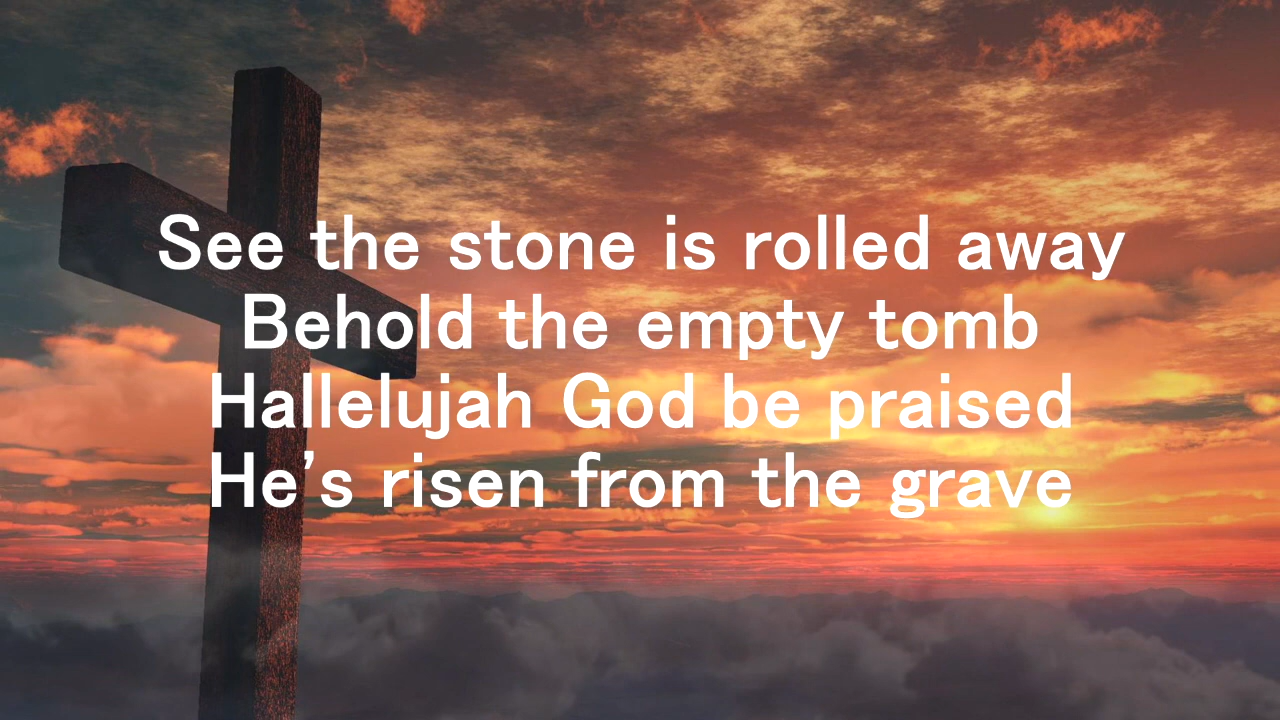 See the stone is rolled away
Behold the empty tomb
Hallelujah God be praised
He's risen from the grave